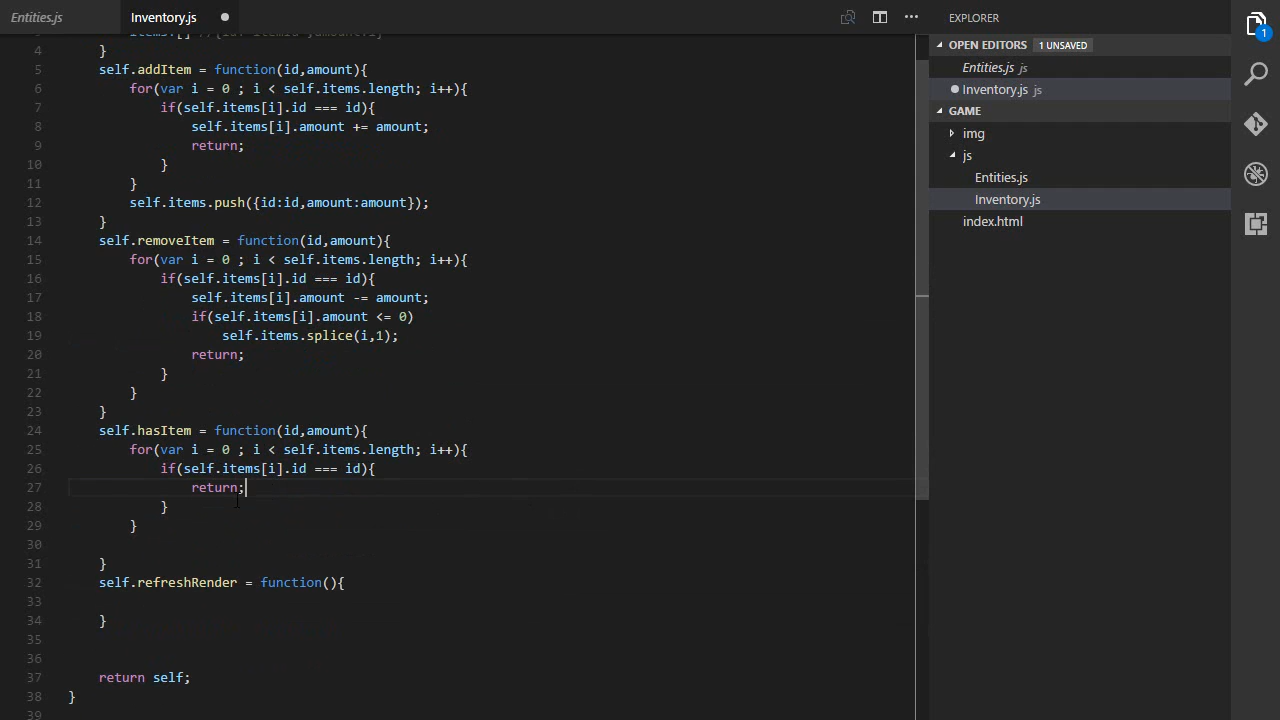 Entities.js
Inventory.js
EXPLORER
OPEN EDITORS 1 UNSAVED
Entities.js js
Inventory.js js
GAME
img
js
Entities.js
Inventory.js
index.html
1
4 }
5 self.addItem = function(id,amount){
6 for(var i = 0 ; i < self.items.length; i++){
7 if(self.items[i].id === id){
8 self.items[i].amount += amount;
9 return;
10 }
11 }
12 self.items.push({id:id,amount:amount});
13 }
14 self.removeItem = function(id,amount){
15 for(var i = 0 ; i < self.items.length; i++){
16 if(self.items[i].id === id){
17 self.items[i].amount -= amount;
18 if(self.items[i].amount <= 0)
19 self.items.splice(i,1);
20 return;
21 }
22 }
23 }
24 self.hasItem = function(id,amount){
25 for(var i = 0 ; i < self.items.length; i++){
26 if(self.items[i].id === id){
27 return;
28 }
29 }
30
31 }
32 self.refreshRender = function(){
33
34 }
35
36
37 return self;
38 }
39